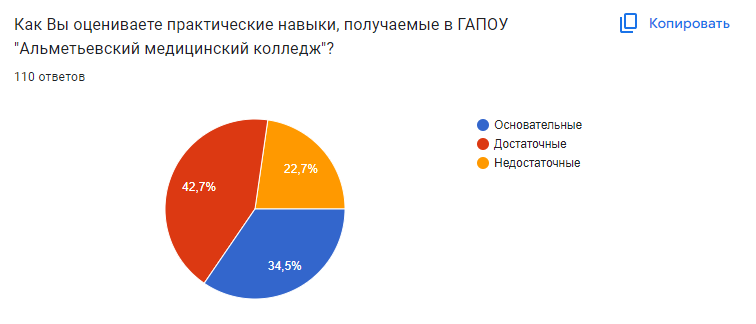 Как Вы оцениваете практические навыки, получаемые в ГАПОУ
"Альметьевский медицинский колледж"?
Копировать
110 ответов
Основательные
Достаточные
Недостаточные
22,7%
42,7%
34,5%